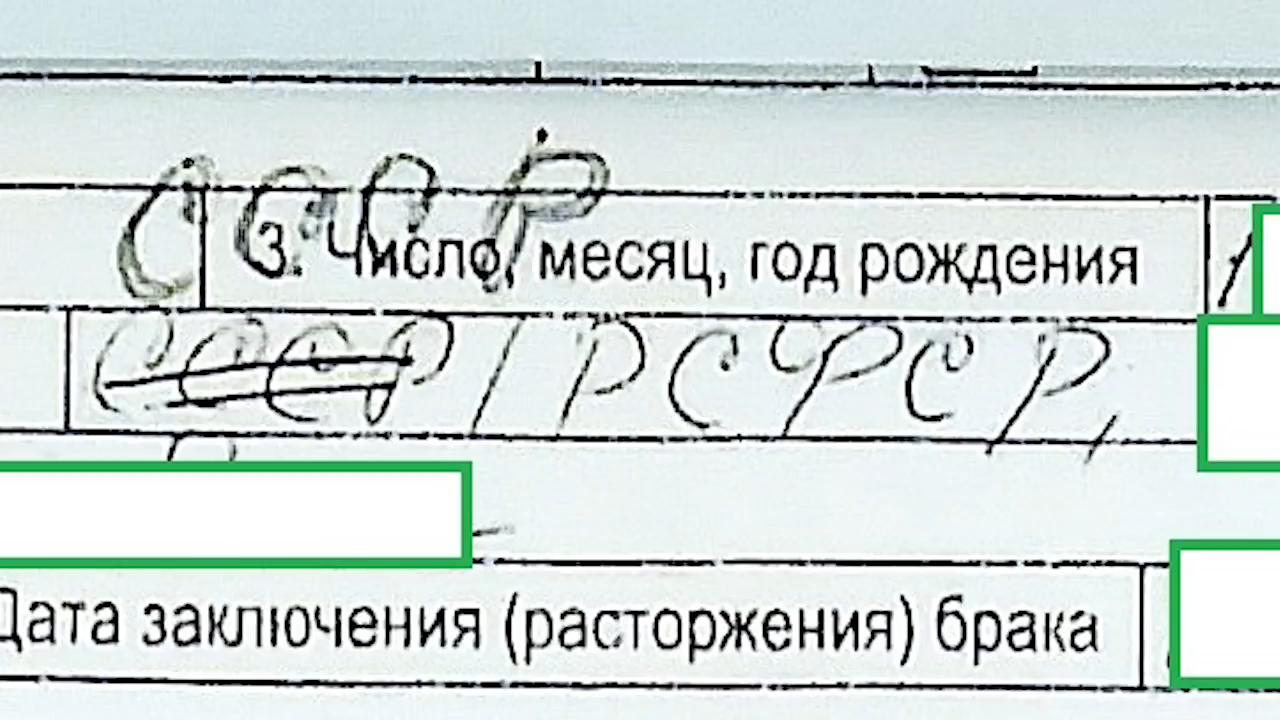 СССР
3. Число, месяц, год рождения
СССР / РСФСР,
Дата заключения (расторжения) брака